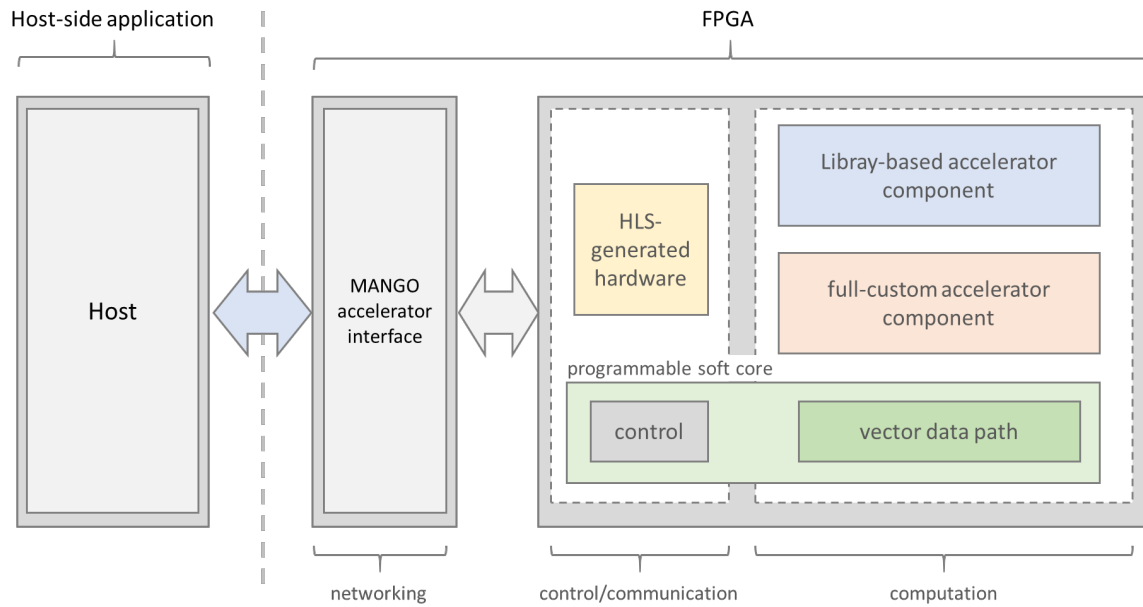 Host-side application
FPGA
Host
MANGO
accelerator
interface
HLS-
generated
hardware
Libray-based accelerator
component
full-custom accelerator
component
programmable soft core
control
vector data path
networking
control/communication
computation